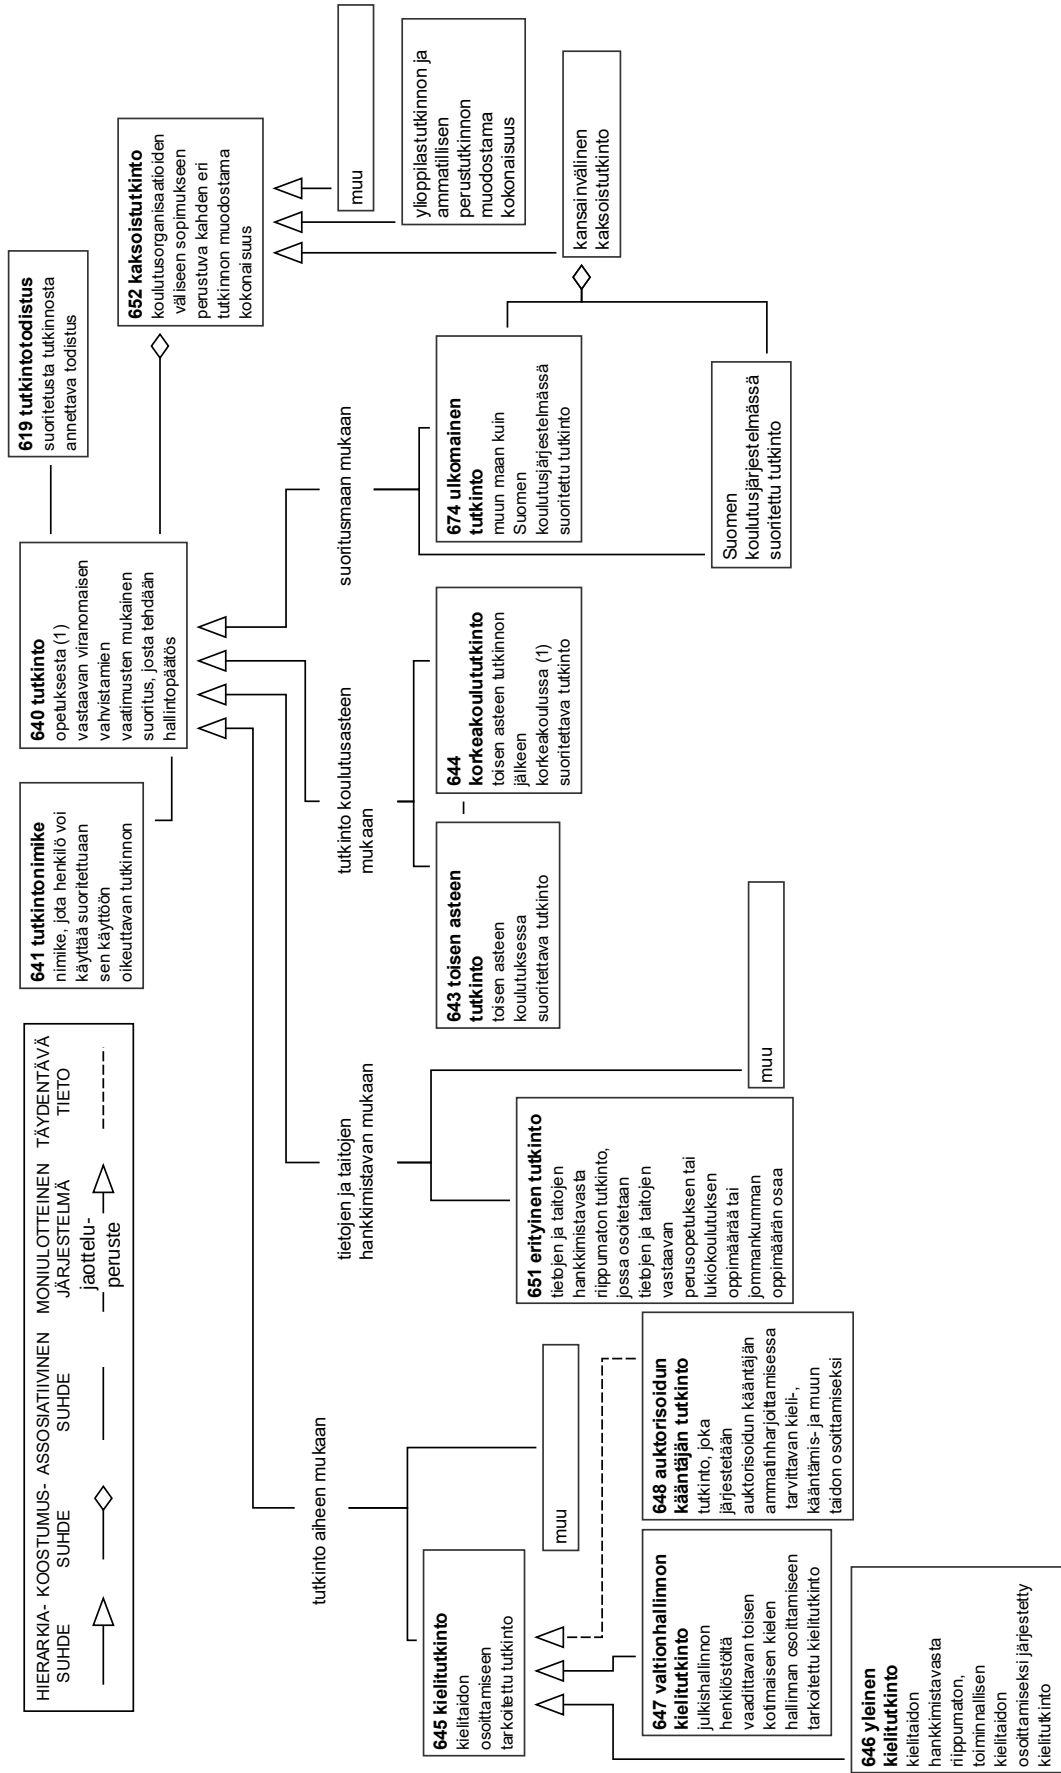 HIERARKIA- KOOSTUMUS- ASSOSIATIIVINEN MONIULOTTEINEN TÄYDENTÄVÄ
SUHDE SUHDE SUHDE JÄRJESTELMÄ TIETO
jaottelu-
peruste
641 tutkintonimike
nimike, jota henkilö voi
käyttää suoritettuaan
sen käyttöön
oikeuttavan tutkinnon
640 tutkinto
opetuksesta (1)
vastaavan viranomaisen
vahvistamien
vaatimusten mukainen
suoritus, josta tehdään
hallintopäätös
619 tutkintotodistus
suoritetusta tutkinnosta
annettava todistus
652 kaksoistutkinto
koulutusorganisaatioiden
väliseen sopimukseen
perustuva kahden eri
tutkinnon muodostama
kokonaisuus
tutkinto aiheen mukaan
tietojen ja taitojen
hankkimistavan mukaan
tutkinto koulutusasteen
mukaan
suoritusmaan mukaan
muu
ylioppilastutkinnon ja
ammatillisen
perustutkinnon
muodostama
kokonaisuus
kansainvälinen
kaksoistutkinto
645 kielitutkinto
kielitaidon
osoittamiseen
tarkoitettu tutkinto
muu
651 erityinen tutkinto
tietojen ja taitojen
hankkimistavasta
riippumaton tutkinto,
jossa osoitetaan
tietojen ja taitojen
vastaavan
perusopetuksen tai
lukiokoulutuksen
oppimäärää tai
jommankumman
oppimäärän osaa
muu
643 toisen asteen
tutkinto
toisen asteen
koulutuksessa
suoritettava tutkinto
644
korkeakoulututkinto
toisen asteen tutkinnon
jälkeen
korkeakoulussa (1)
suoritettava tutkinto
674 ulkomainen
tutkinto
muun maan kuin
Suomen
koulutusjärjestelmässä
suoritettu tutkinto
Suomen
koulutusjärjestelmässä
suoritettu tutkinto
647 valtionhallinnon
kielitutkinto
julkishallinnon
henkilöstöltä
vaadittavan toisen
kotimaisen kielen
hallinnan osoittamiseen
tarkoitettu kielitutkinto
648 auktorisoidun
kääntäjän tutkinto
tutkinto, joka
järjestetään
auktorisoidun kääntäjän
ammatinharjoittamisessa
tarvittavan kieli-,
kääntämis- ja muun
taidon osoittamiseksi
646 yleinen
kielitutkinto
kielitaidon
hankkimistavasta
riippumaton,
toiminnallisen
kielitaidon
osoittamiseksi järjestetty
kielitutkinto